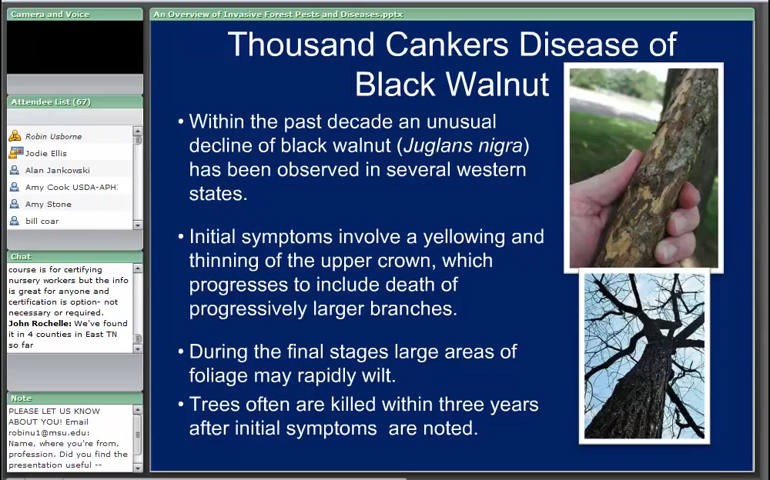 Camera and Voice
Attendee List (67)
Robin Usborne
Jodie Ellis
Alan Jankowski
Amy Cook USDA-APH
Amy Stone
bill coar
Chat
course is for certifying
nursery workers but the info
is great for anyone and
certification is option- not
necessary or required.
John Rochelle: We've found
it in 4 counties in East TN
so far
Note
PLEASE LET US KNOW
ABOUT YOU! Email
robinu1@msu.edu:
Name, where you're from,
profession. Did you find the
presentation useful --
An Overview of Invasive Forest Pests and Diseases.pptx
Thousand Cankers Disease of
Black Walnut
• Within the past decade an unusual
decline of black walnut (Juglans nigra)
has been observed in several western
states.
• Initial symptoms involve a yellowing and
thinning of the upper crown, which
progresses to include death of
progressively larger branches.
• During the final stages large areas of
foliage may rapidly wilt.
• Trees often are killed within three years
after initial symptoms are noted.